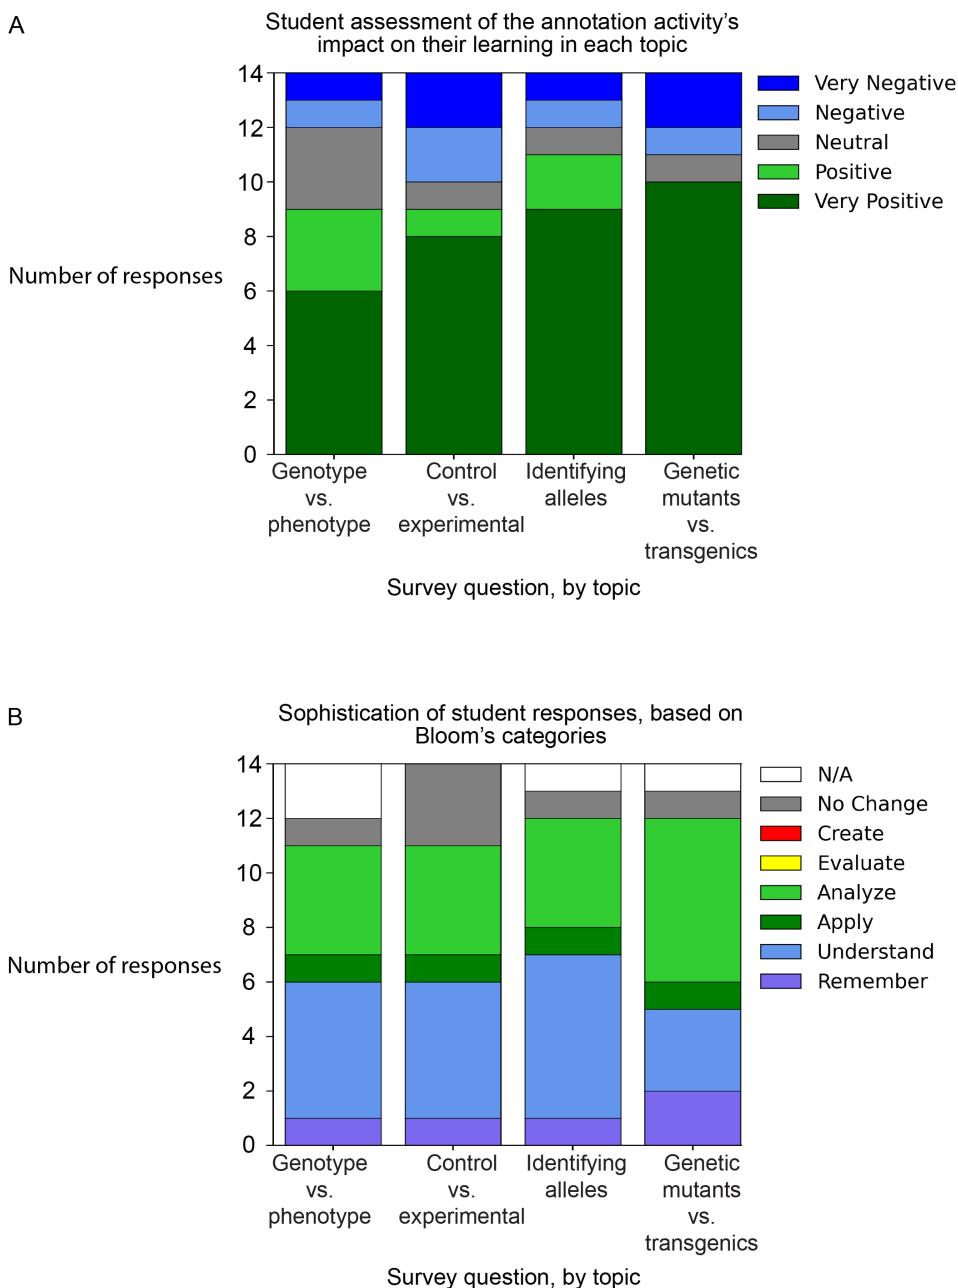 A
Student assessment of the annotation activity's
impact on their learning in each topic
14
12
10
8
6
4
2
0
Number of responses
Very Negative
Negative
Neutral
Positive
Very Positive
Genotype
vs.
phenotype
Control
vs.
experimental
Identifying
alleles
Genetic
mutants
vs.
transgenics
Survey question, by topic
B
Sophistication of student responses, based on
Bloom's categories
14
12
10
8
6
4
2
0
Number of responses
N/A
No Change
Create
Evaluate
Analyze
Apply
Understand
Remember
Genotype
vs.
phenotype
Control
vs.
experimental
Identifying
alleles
Genetic
mutants
vs.
transgenics
Survey question, by topic